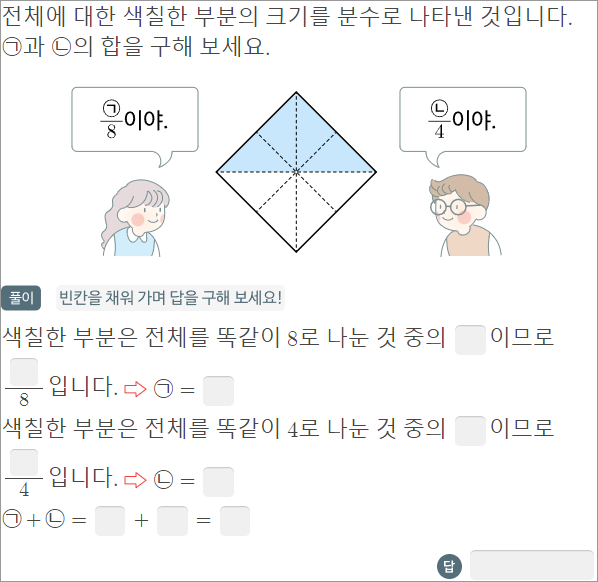 전체에 대한 색칠한 부분의 크기를 분수로 나타낸 것입니다.
㉠과 ㉡의 합을 구해 보세요.
㉠/8이야.
㉡/4이야.
풀이 빈칸을 채워 가며 답을 구해 보세요!
색칠한 부분은 전체를 똑같이 8로 나눈 것 중의 이므로
/8 입니다. ⇨ ㉠ =
색칠한 부분은 전체를 똑같이 4로 나눈 것 중의 이므로
/4 입니다. ⇨ ㉡ =
㉠+㉡ = + =
답